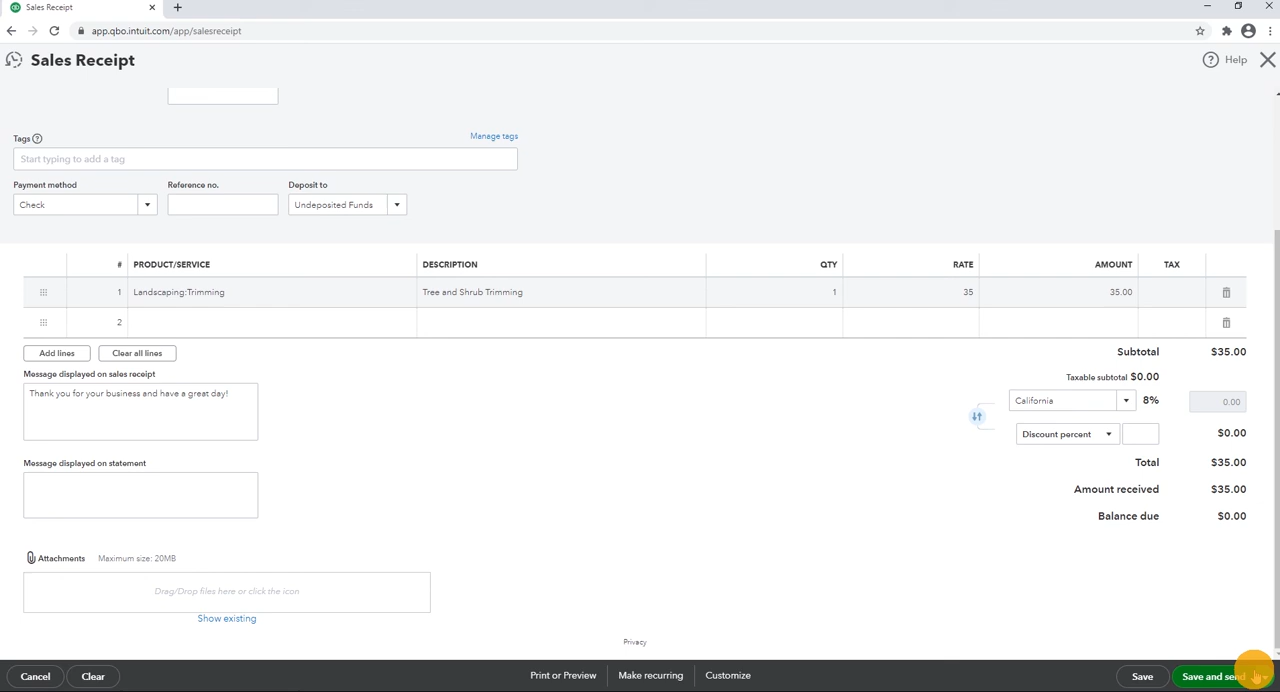 Sales Receipt
app.qbo.intuit.com/app/salesreceipt
Sales Receipt
Help
Tags
Manage tags
Start typing to add a tag
Payment method Reference no. Deposit to
Check Undeposited Funds
# PRODUCT/SERVICE DESCRIPTION QTY RATE AMOUNT TAX
1 Landscaping:Trimming Tree and Shrub Trimming 1 35 35.00
2
Add lines Clear all lines
Subtotal $35.00
Message displayed on sales receipt
Taxable subtotal $0.00
Thank you for your business and have a great day!
California 8% 0.00
Discount percent $0.00
Message displayed on statement
Total $35.00
Amount received $35.00
Balance due $0.00
Attachments Maximum size: 20MB
Drag/Drop files here or click the icon
Show existing
Privacy
Cancel Clear Print or Preview Make recurring Customize Save Save and send